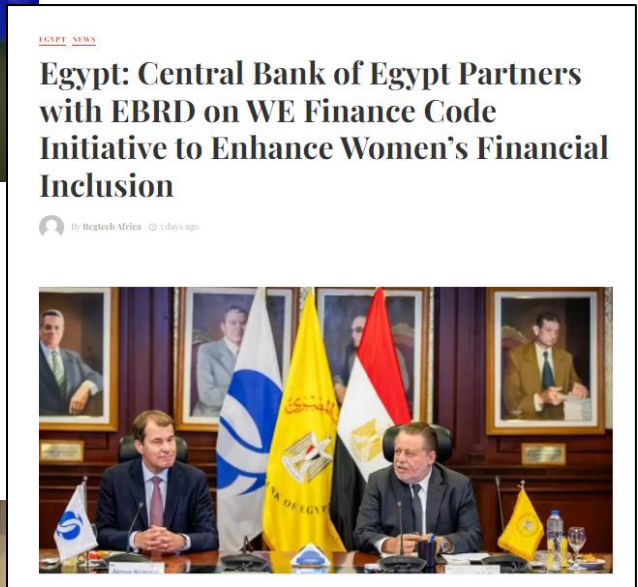 EGYPT NEWS
Egypt: Central Bank of Egypt Partners
with EBRD on WE Finance Code
Initiative to Enhance Women’s Financial
Inclusion
By Regtech Africa 5 days ago